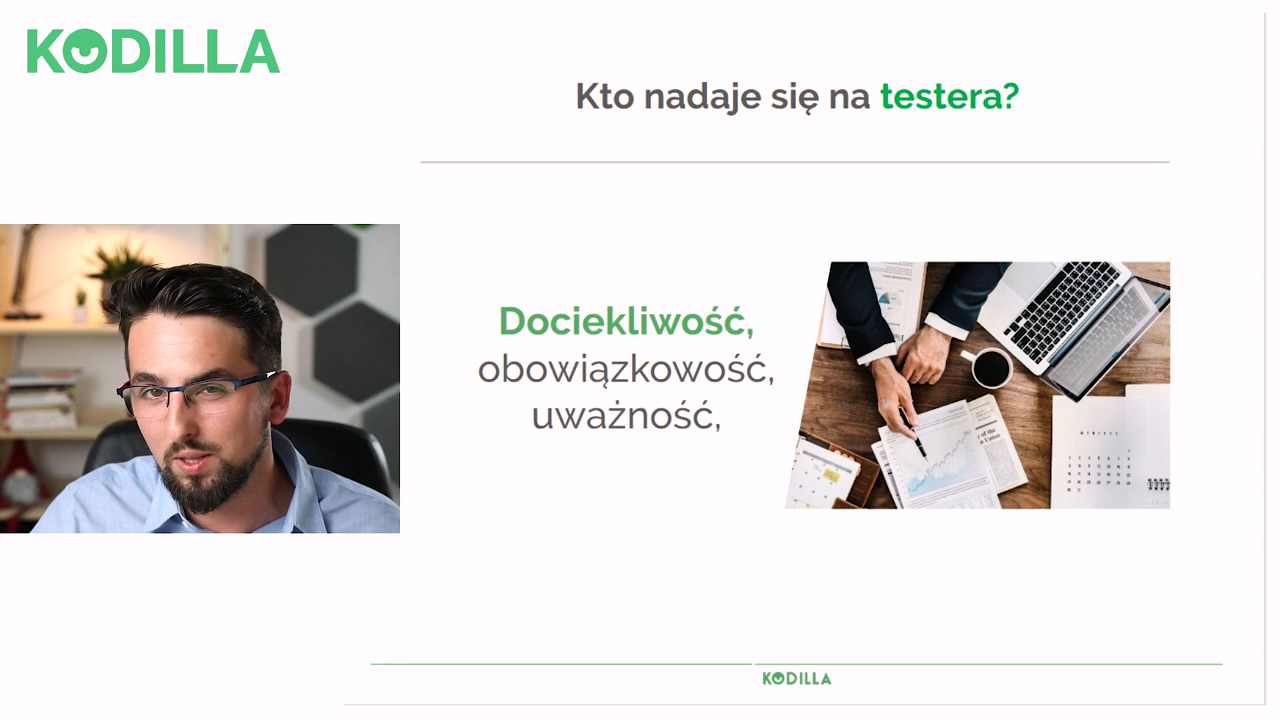 KODILLA
Kto nadaje się na testera?
Dociekliwość,
obowiązkowość,
uważność,
KODILLA